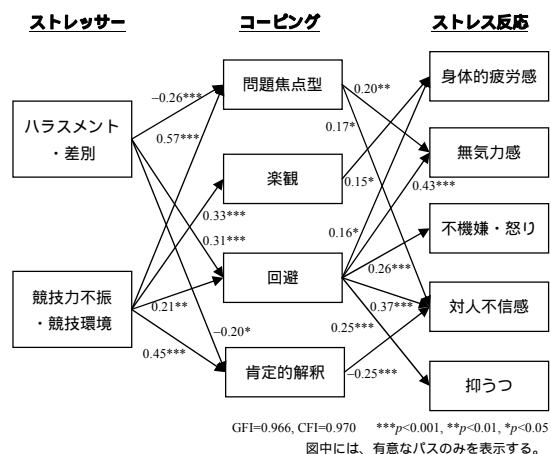 ストレッサー
コーピング
ストレス反応
ハラスメント
・差別
競技力不振
・競技環境
問題焦点型
楽観
回避
肯定的解釈
身体的疲労感
無気力感
不機嫌・怒り
対人不信感
抑うつ
−0.26***
0.57***
0.33***
0.31***
0.21**
−0.20*
0.45***
0.20**
0.17*
0.15*
0.43***
0.16*
0.26***
0.37***
0.25***
−0.25***
GFI=0.966, CFI=0.970 ***p<0.001, **p<0.01, *p<0.05
図中には、有意なパスのみを表示する。